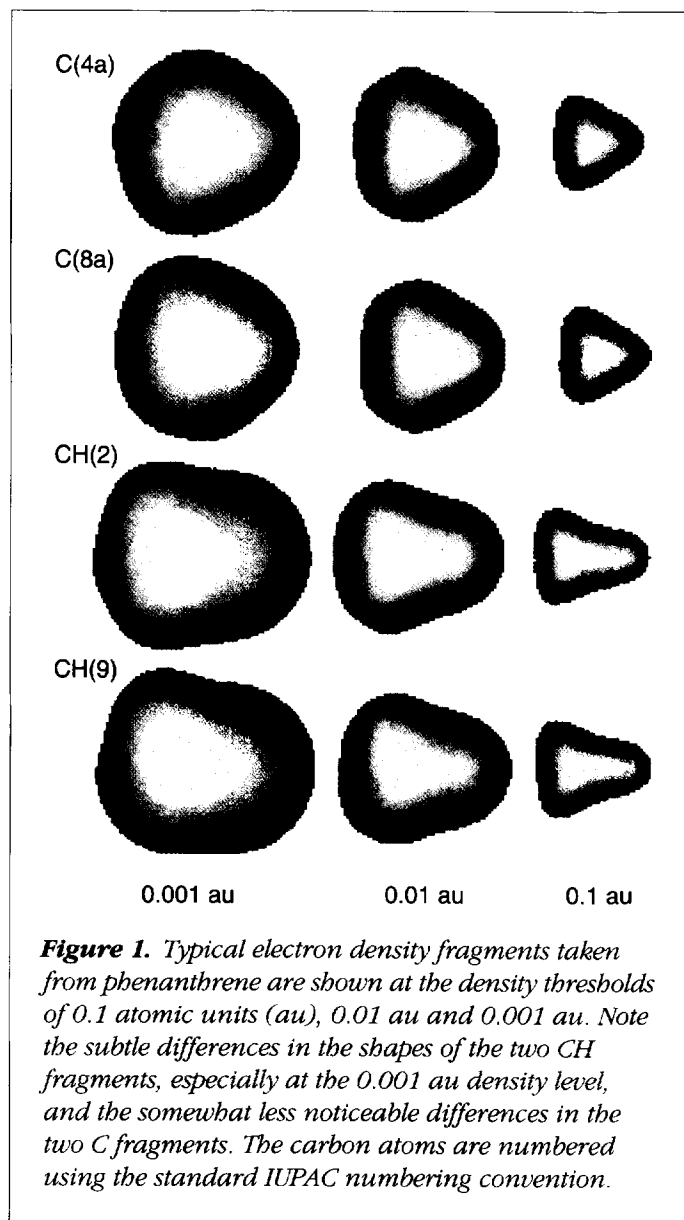 C(4a)
C(8a)
CH(2)
CH(9)
0.001 au 0.01 au 0.1 au
Figure 1. Typical electron density fragments taken
from phenanthrene are shown at the density thresholds
of 0.1 atomic units (au), 0.01 au and 0.001 au. Note
the subtle differences in the shapes of the two CH
fragments, especially at the 0.001 au density level,
and the somewhat less noticeable differences in the
two C fragments. The carbon atoms are numbered
using the standard IUPAC numbering convention.